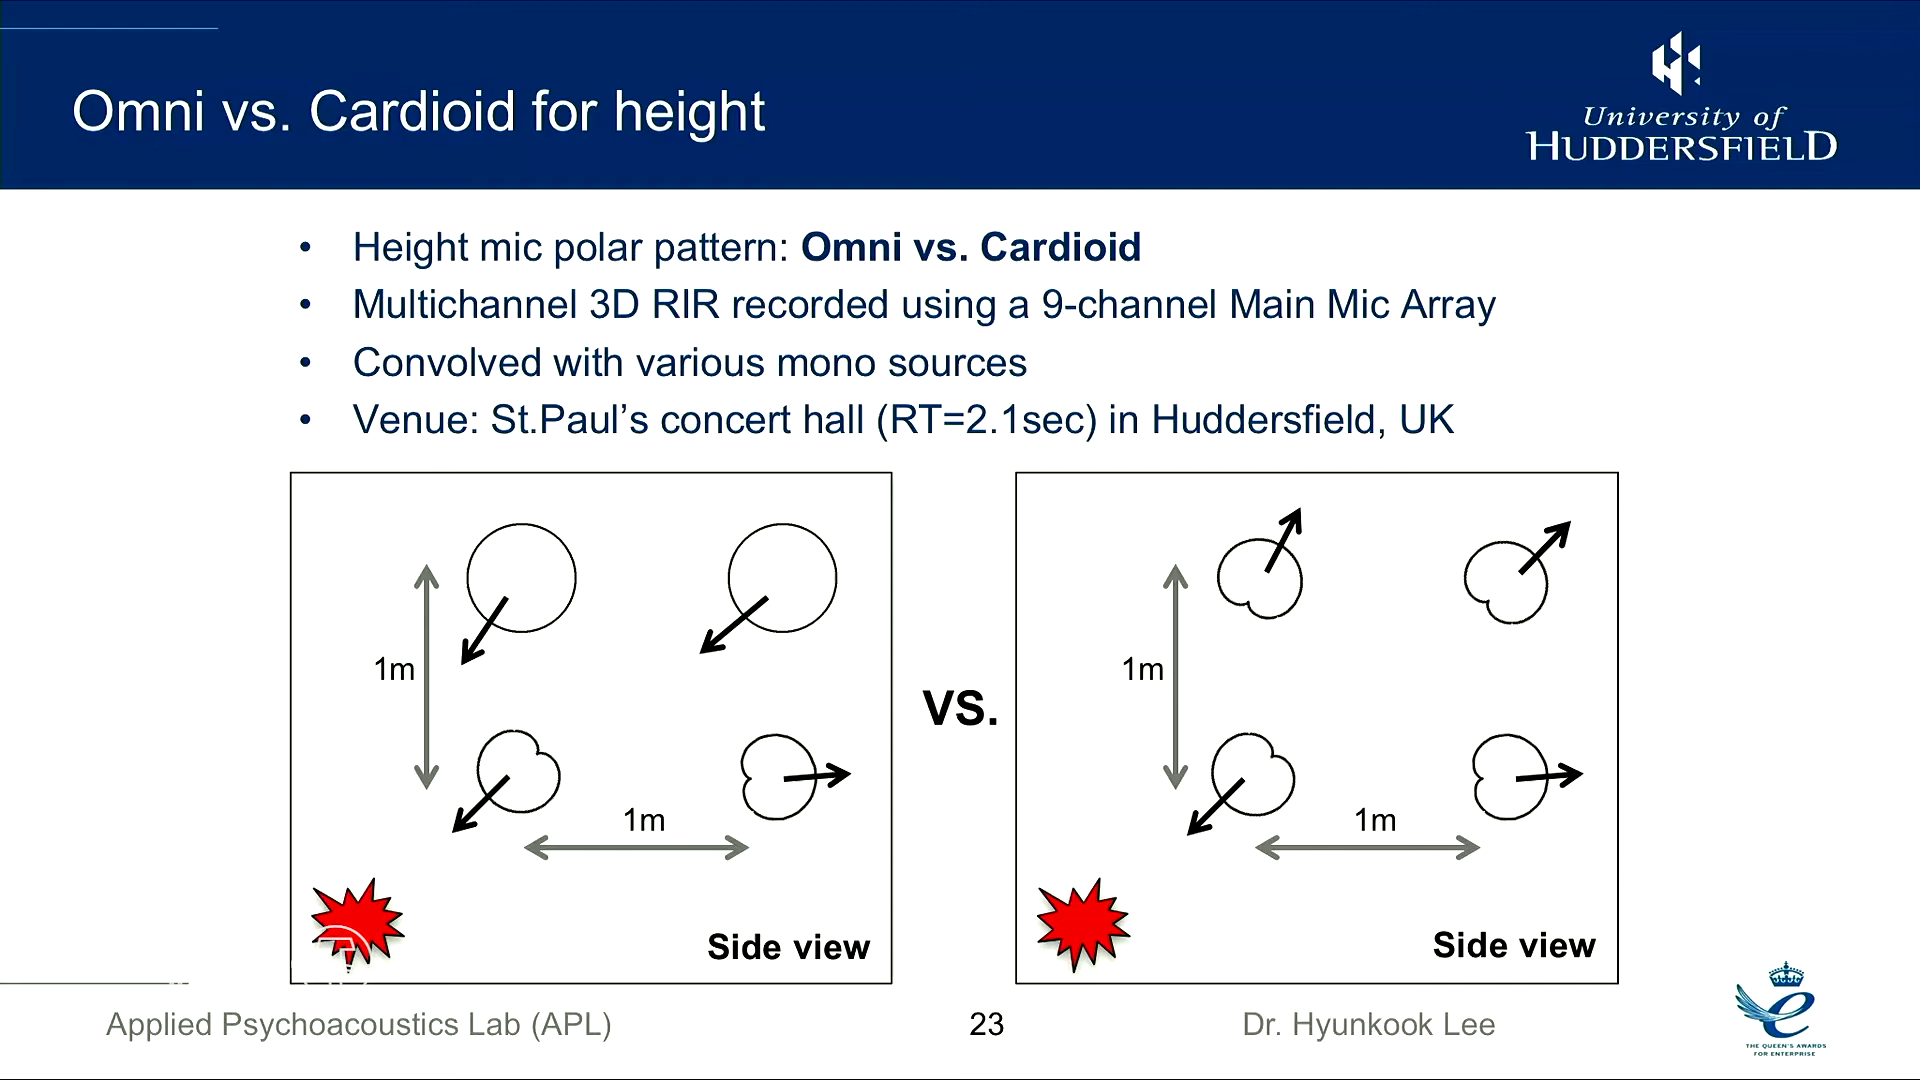 Omni vs. Cardioid for height
University of
HUDDERSFIELD
• Height mic polar pattern: Omni vs. Cardioid
• Multichannel 3D RIR recorded using a 9-channel Main Mic Array
• Convolved with various mono sources
• Venue: St.Paul’s concert hall (RT=2.1sec) in Huddersfield, UK
1m
1m
Side view
VS.
1m
1m
Side view
Applied Psychoacoustics Lab (APL)
23
Dr. Hyunkook Lee
THE QUEEN'S AWARDS
FOR ENTERPRISE